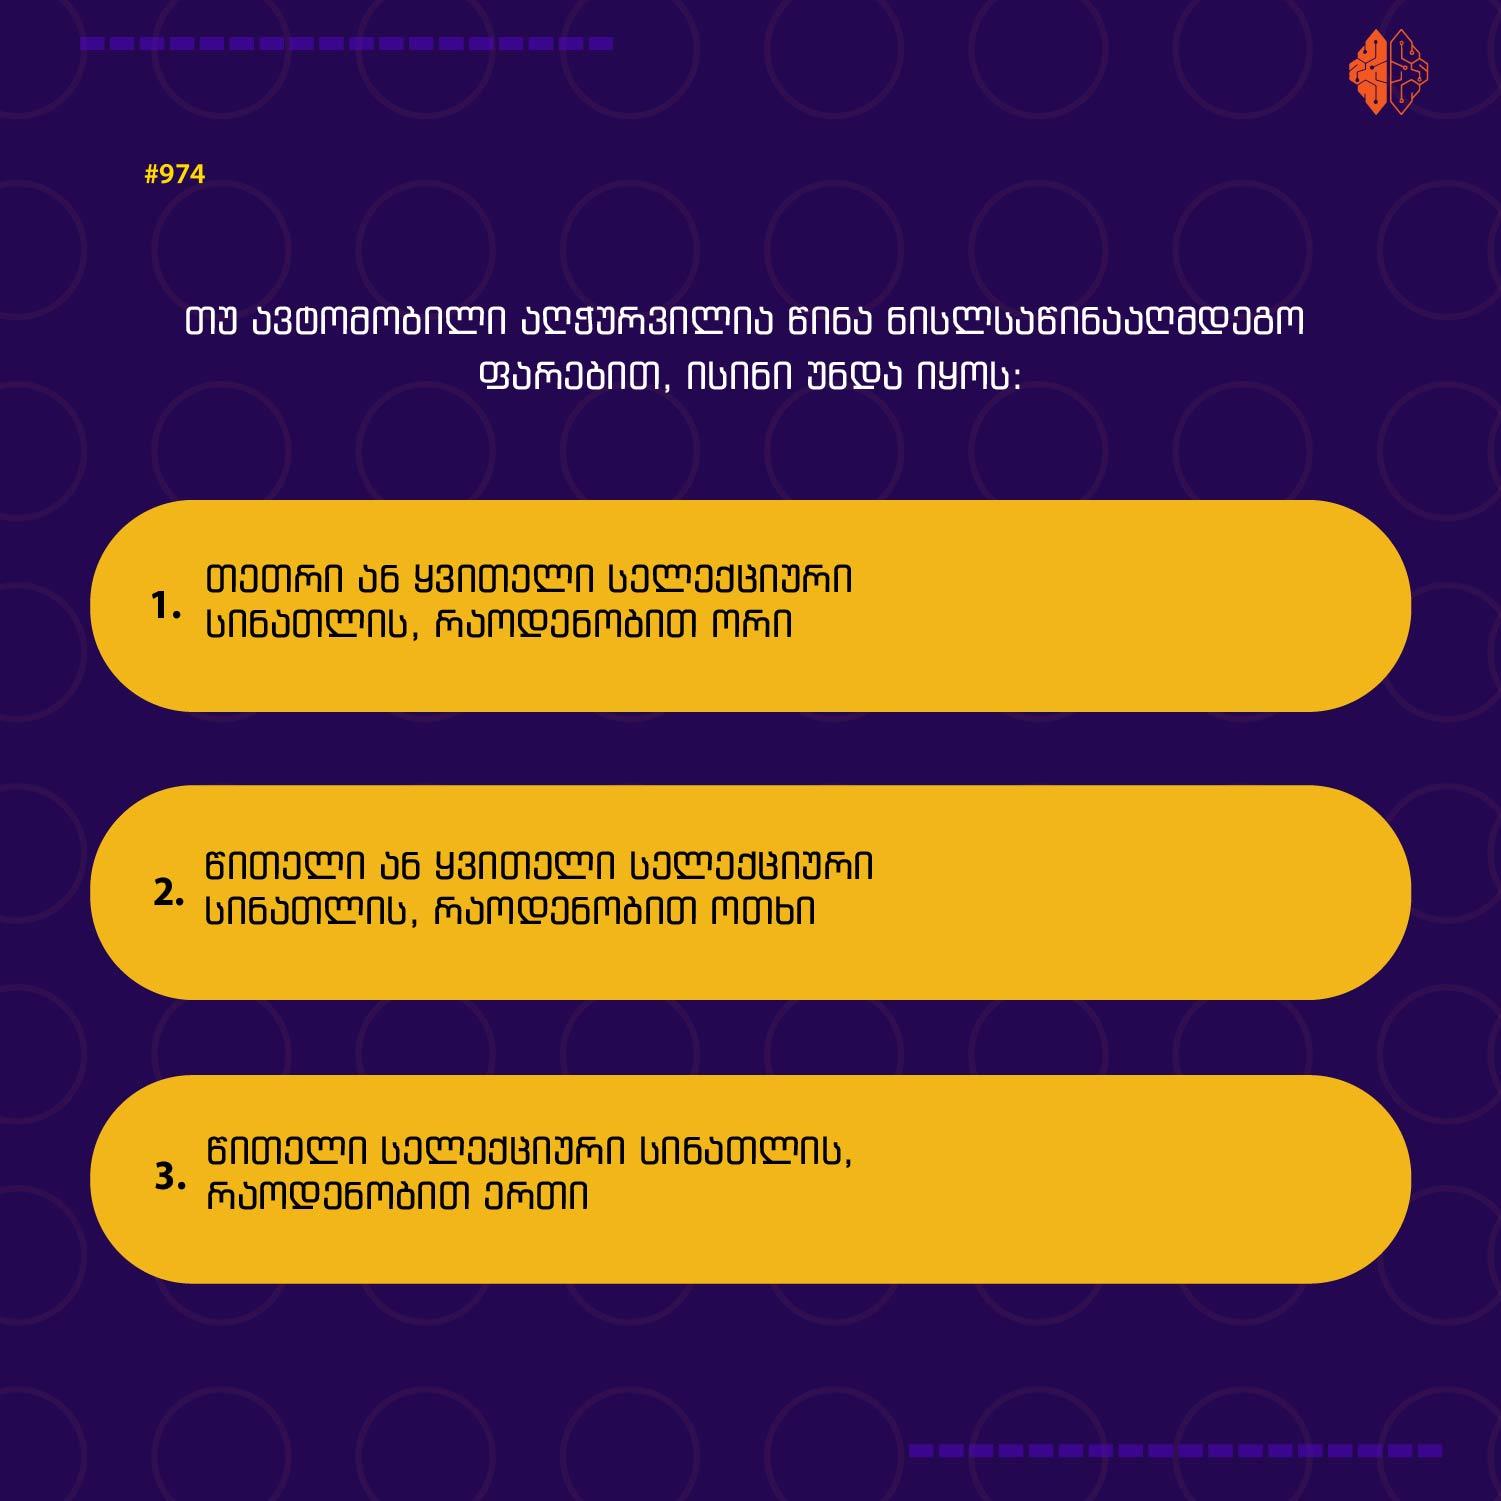 #974
თუ ავტომობილი აღჭურვილია წინა ნისლსაწინააღმდეგო
ფარებით, ისინი უნდა იყოს:
1. თეთრი ან ყვითელი სელექციური
სინათლის, რაოდენობით ორი
2. წითელი ან ყვითელი სელექციური
სინათლის, რაოდენობით ოთხი
3. წითელი სელექციური სინათლის,
რაოდენობით ერთი